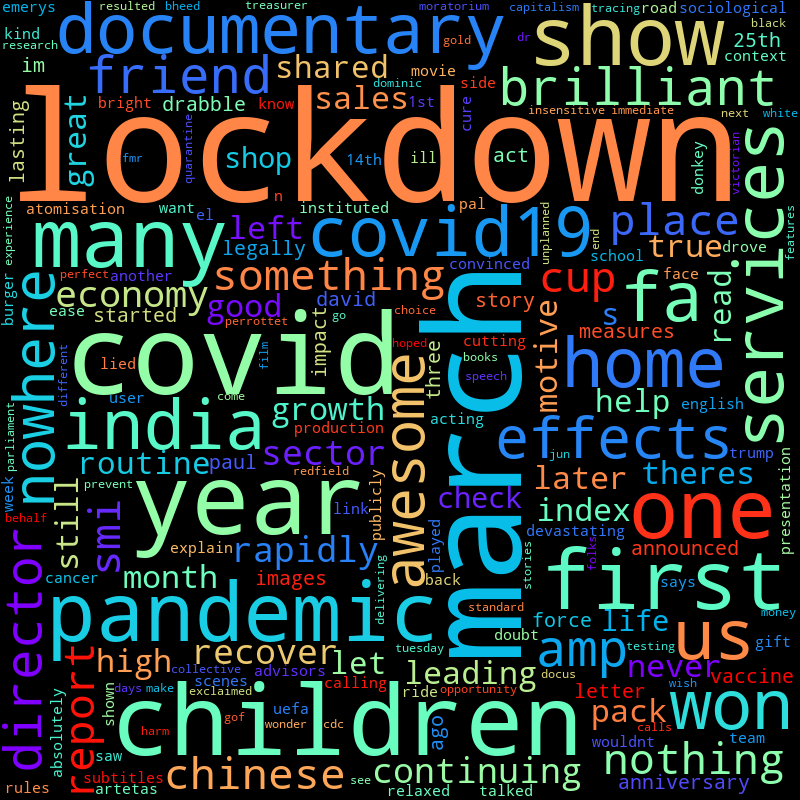 emerys
resulted
bheed
treasurer
moratorium
capitalism
tracing
road
sociological
kind
research
documentary
gold
dr
show
black
25th
context
im
friend
shared
movie
dominic
side
brilliant
lasting
great
bright
drabble
sales
1st
cure
know
insensitive
immediate
next
white
lockdown
fmr
quarantine
shop
14th
ill
act
donkey
victorian
services
n
atomisation
want
el
instituted
pal
many
left
legally
covid19
unplanned
end
place
true
drove
features
experience
burger
nowhere
perfect
another
something
convinced
school
cup
face
fa
read
economy
good
david
story
s
ease
started
perrottet
go
impact
choice
motive
measures
covid
lied
film
hoped
cutting
three
books
speech
march
home
different
user
come
growth
awesome
acting
help
english
india
production
effects
parliament
routine
paul
sector
redfield
jun
trump
week
prevent
link
publicly
check
later
theres
presentation
behalf
still
smi
year
played
devastating
index
one
explain
rapidly
delivering
stories
folks
announced
director
cancer
month
images
back
first
says
money
pandemic
standard
force
life
gift
doubt
testing
us
report
high
recover
let
tuesday
docus
amp
never
wish
vaccine
collective
scenes
advisors
calling
leading
ride
opportunity
letter
absolutely
shown
days
make
exclaimed
uefa
ago
pack
won
calls
children
harm
gof
wonder
cdc
wouldnt
team
saw
subtitles
chinese
see
continuing
nothing
rules
artetas
relaxed
talked
anniversary